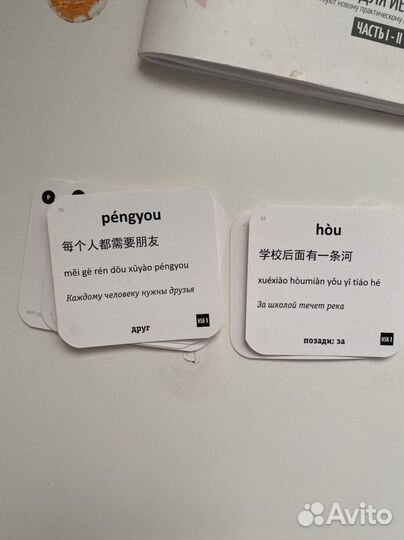 ЧАСТЬ I - II
péngyou
每个人都需要朋友
měi gè rén dōu xūyào péngyou
Каждому человеку нужны друзья
друг
HSK 1
hòu
学校后面有一条河
xuéxiào hòumiàn yǒu yī tiáo hé
За школой течет река
позади; за
HSK 1
Avito